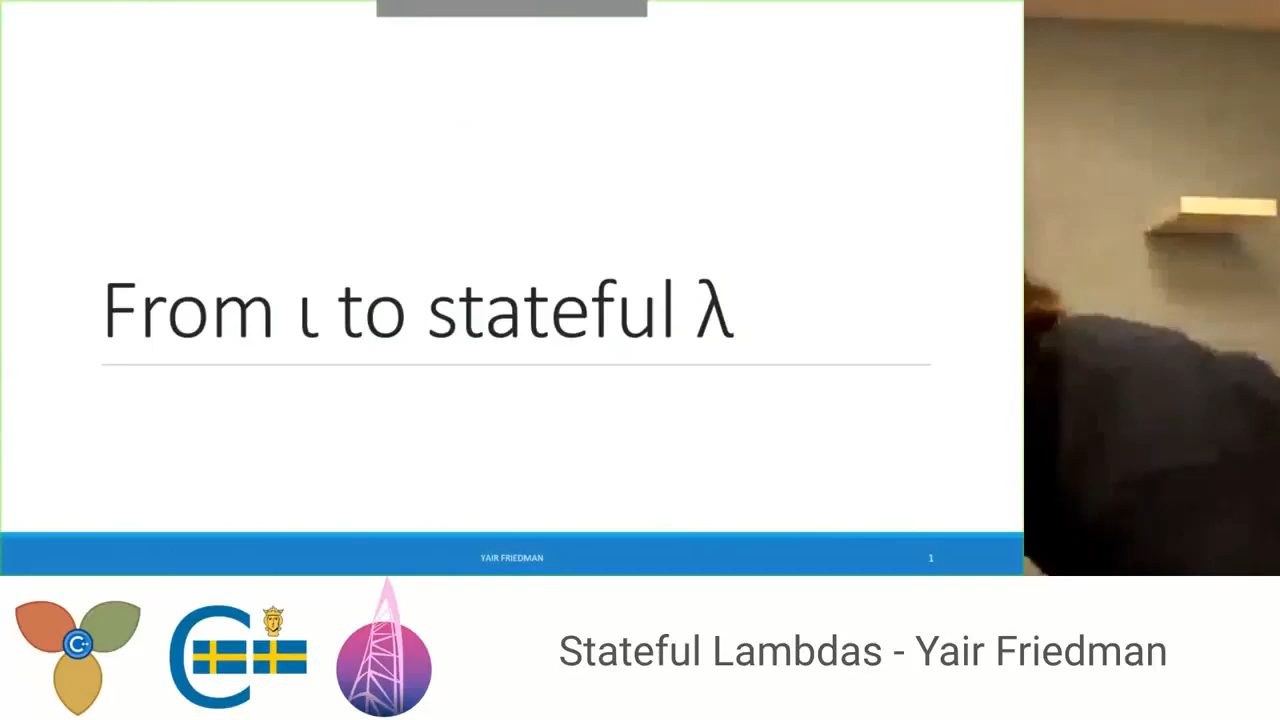 From ι to stateful λ
YAIR FRIEDMAN
1
C++
C
Stateful Lambdas - Yair Friedman